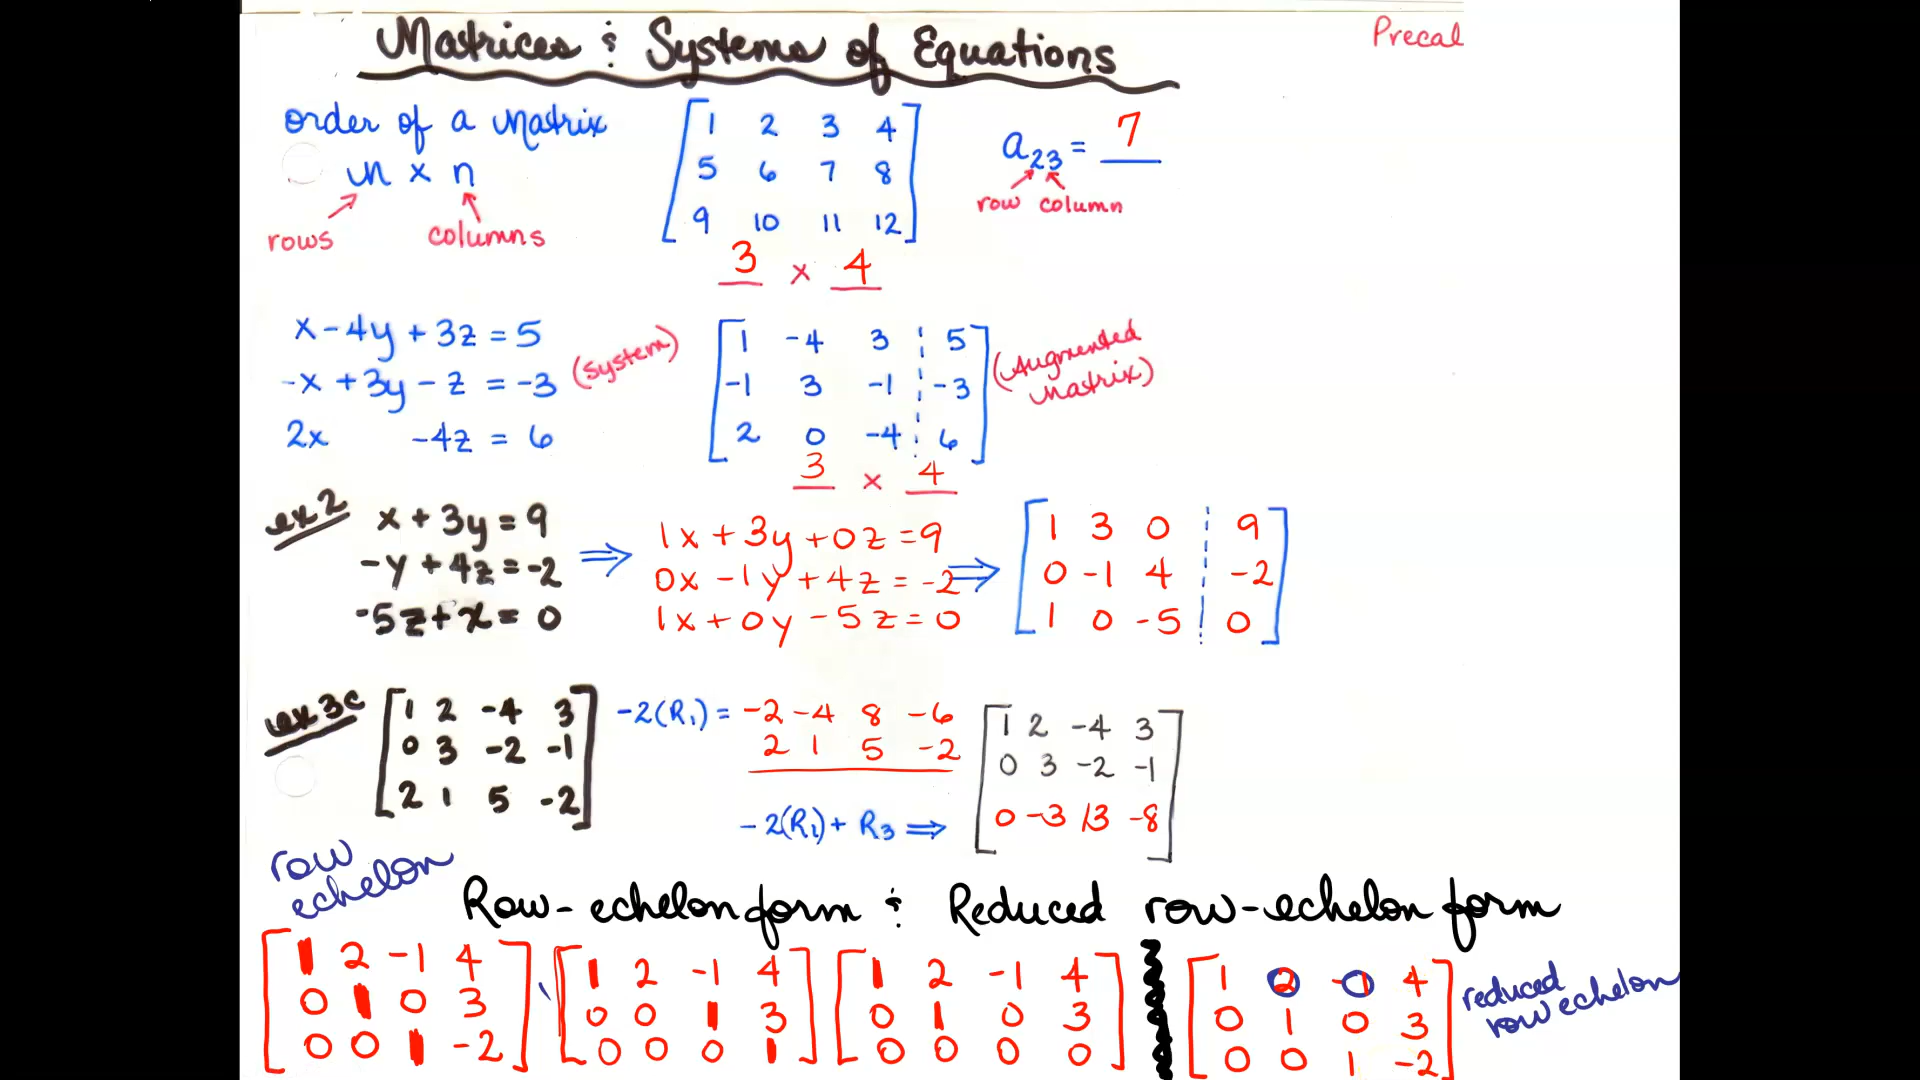 Matrices & Systems of Equations
Precal
order of a Matrix
m x n
rows columns
1 2 3 4
5 6 7 8
9 10 11 12
3 x 4
a23 = 7
row column
x - 4y + 3z = 5
-x + 3y - z = -3
2x -4z = 6
(System)
1 -4 3 5
-1 3 -1 -3
2 0 -4 6
(Augmented
Matrix)
3 x 4
ex 2
x + 3y = 9
-y + 4z = -2
-5z + x = 0
⇒
1x + 3y + 0z = 9
0x - 1y + 4z = -2
1x + 0y - 5z = 0
⇒
1 3 0 9
0 -1 4 -2
1 0 -5 0
ex 3c
1 2 -4 3
0 3 -2 -1
2 1 5 -2
-2(R1) = -2 -4 8 -6
2 1 5 -2
-2(R1) + R3 ⇒
1 2 -4 3
0 3 -2 -1
0 -3 13 -8
row
echelon
Row-echelon form & Reduced row-echelon form
1 2 -1 4
0 1 0 3
0 0 1 -2
1 2 -1 4
0 0 1 3
0 0 0 1
1 2 -1 4
0 1 0 3
0 0 0 0
1 2 -1 4
0 1 0 3
0 0 1 -2
reduced
row echelon